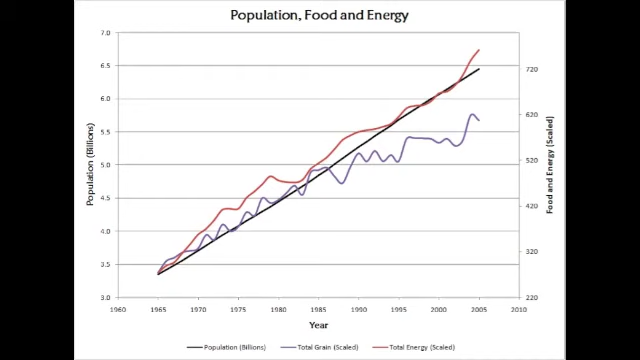 Population, Food and Energy
7.0
6.5
6.0
5.5
5.0
4.5
4.0
3.5
3.0
Population (Billions)
720
620
520
420
320
220
Food and Energy (Scaled)
1960 1965 1970 1975 1980 1985 1990 1995 2000 2005 2010
Year
Population (Billions) Total Grain (Scaled) Total Energy (Scaled)